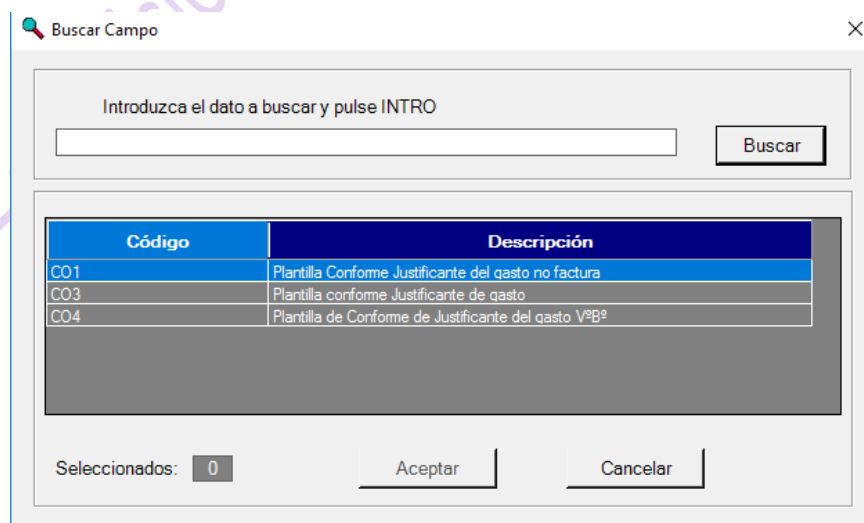 Buscar Campo
Introduzca el dato a buscar y pulse INTRO
Buscar
Código Descripción
CO1 Plantilla Conforme Justificante del gasto no factura
CO3 Plantilla conforme Justificante de gasto
CO4 Plantilla de Conforme de Justificante del gasto VºBº
Seleccionados: 0 Aceptar Cancelar